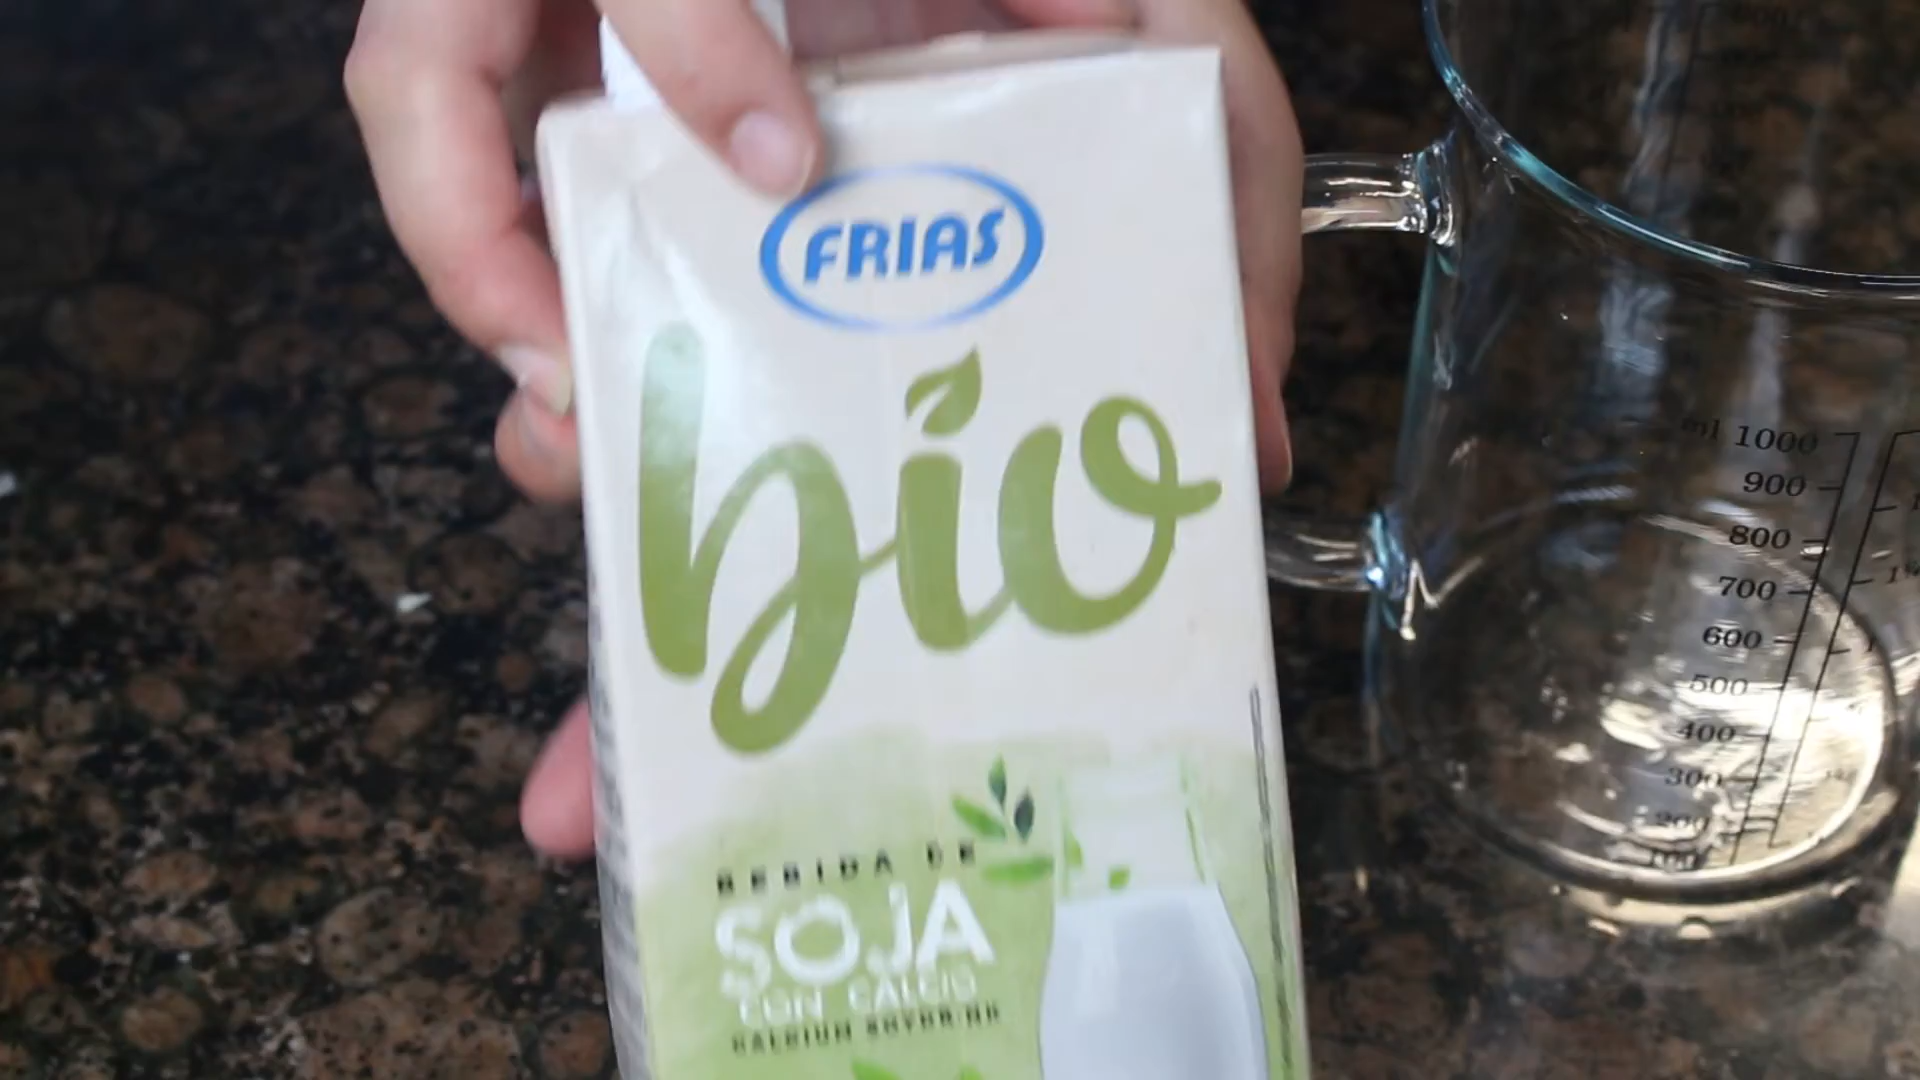 FRIAS
bio
BEBIDA DE
SOJA
CON CALCIO
CALCIUM SOYDRINK
ml 1000
900
800
700
600
500
400
300
200
100